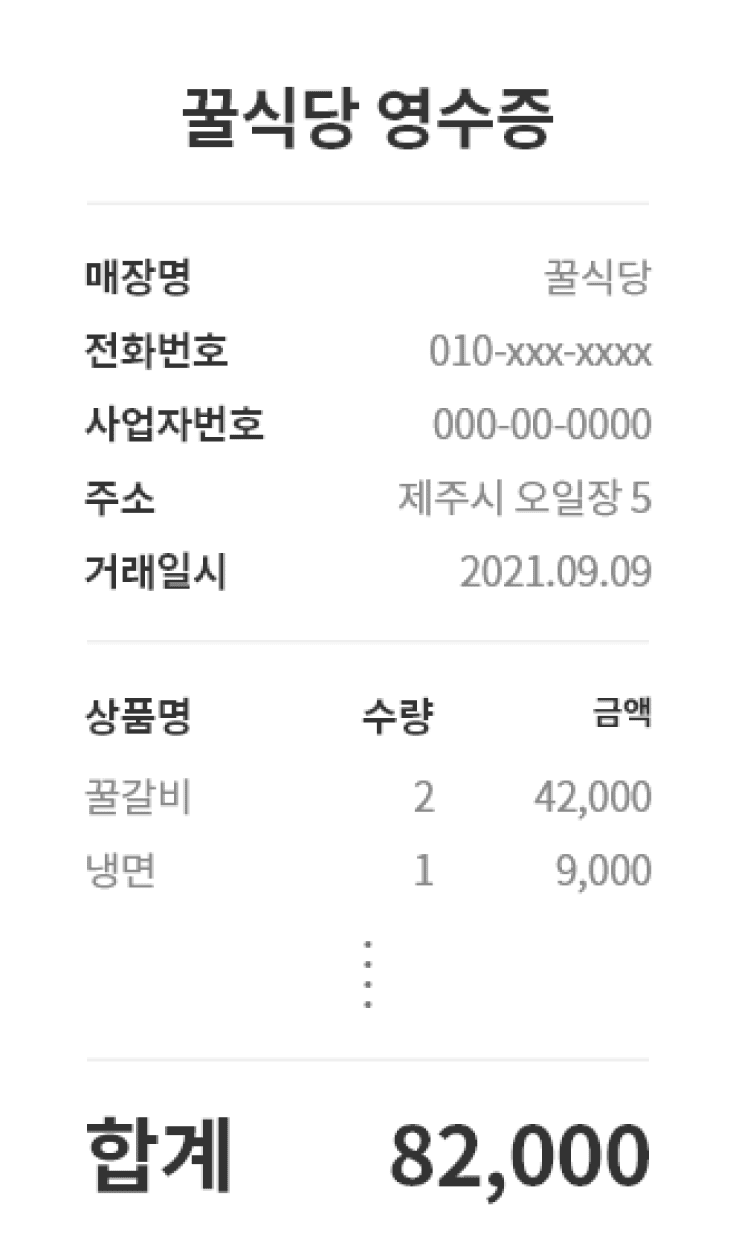 꿀식당 영수증
매장명 꿀식당
전화번호 010-xxx-xxxx
사업자번호 000-00-0000
주소 제주시 오일장 5
거래일시 2021.09.09
상품명 수량 금액
꿀갈비 2 42,000
냉면 1 9,000
합계 82,000